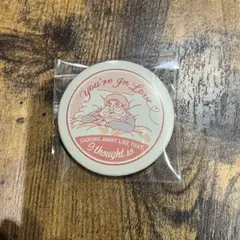 You're In Love
SIGHING AWAY LIKE THAT
I thought so